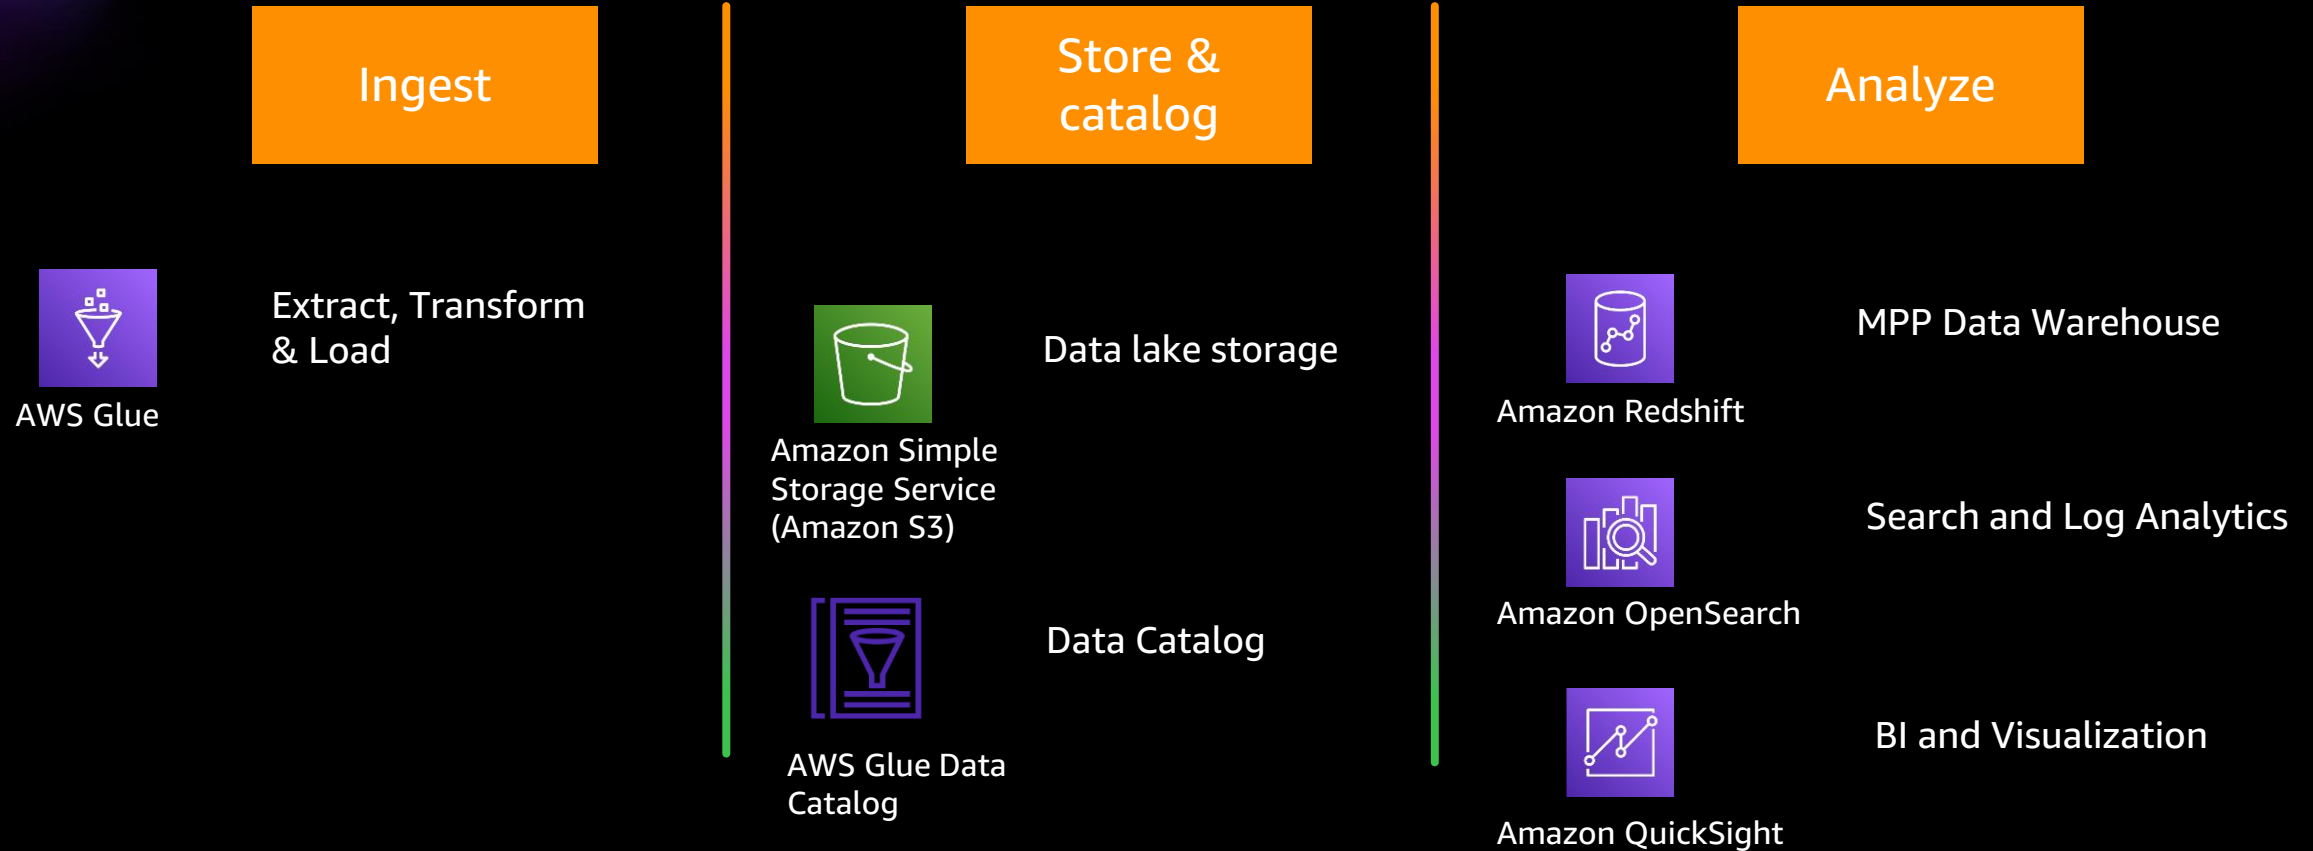 Ingest
Extract, Transform
& Load
AWS Glue
Store &
catalog
Data lake storage
Amazon Simple
Storage Service
(Amazon S3)
Data Catalog
AWS Glue Data
Catalog
Analyze
MPP Data Warehouse
Amazon Redshift
Search and Log Analytics
Amazon OpenSearch
BI and Visualization
Amazon QuickSight